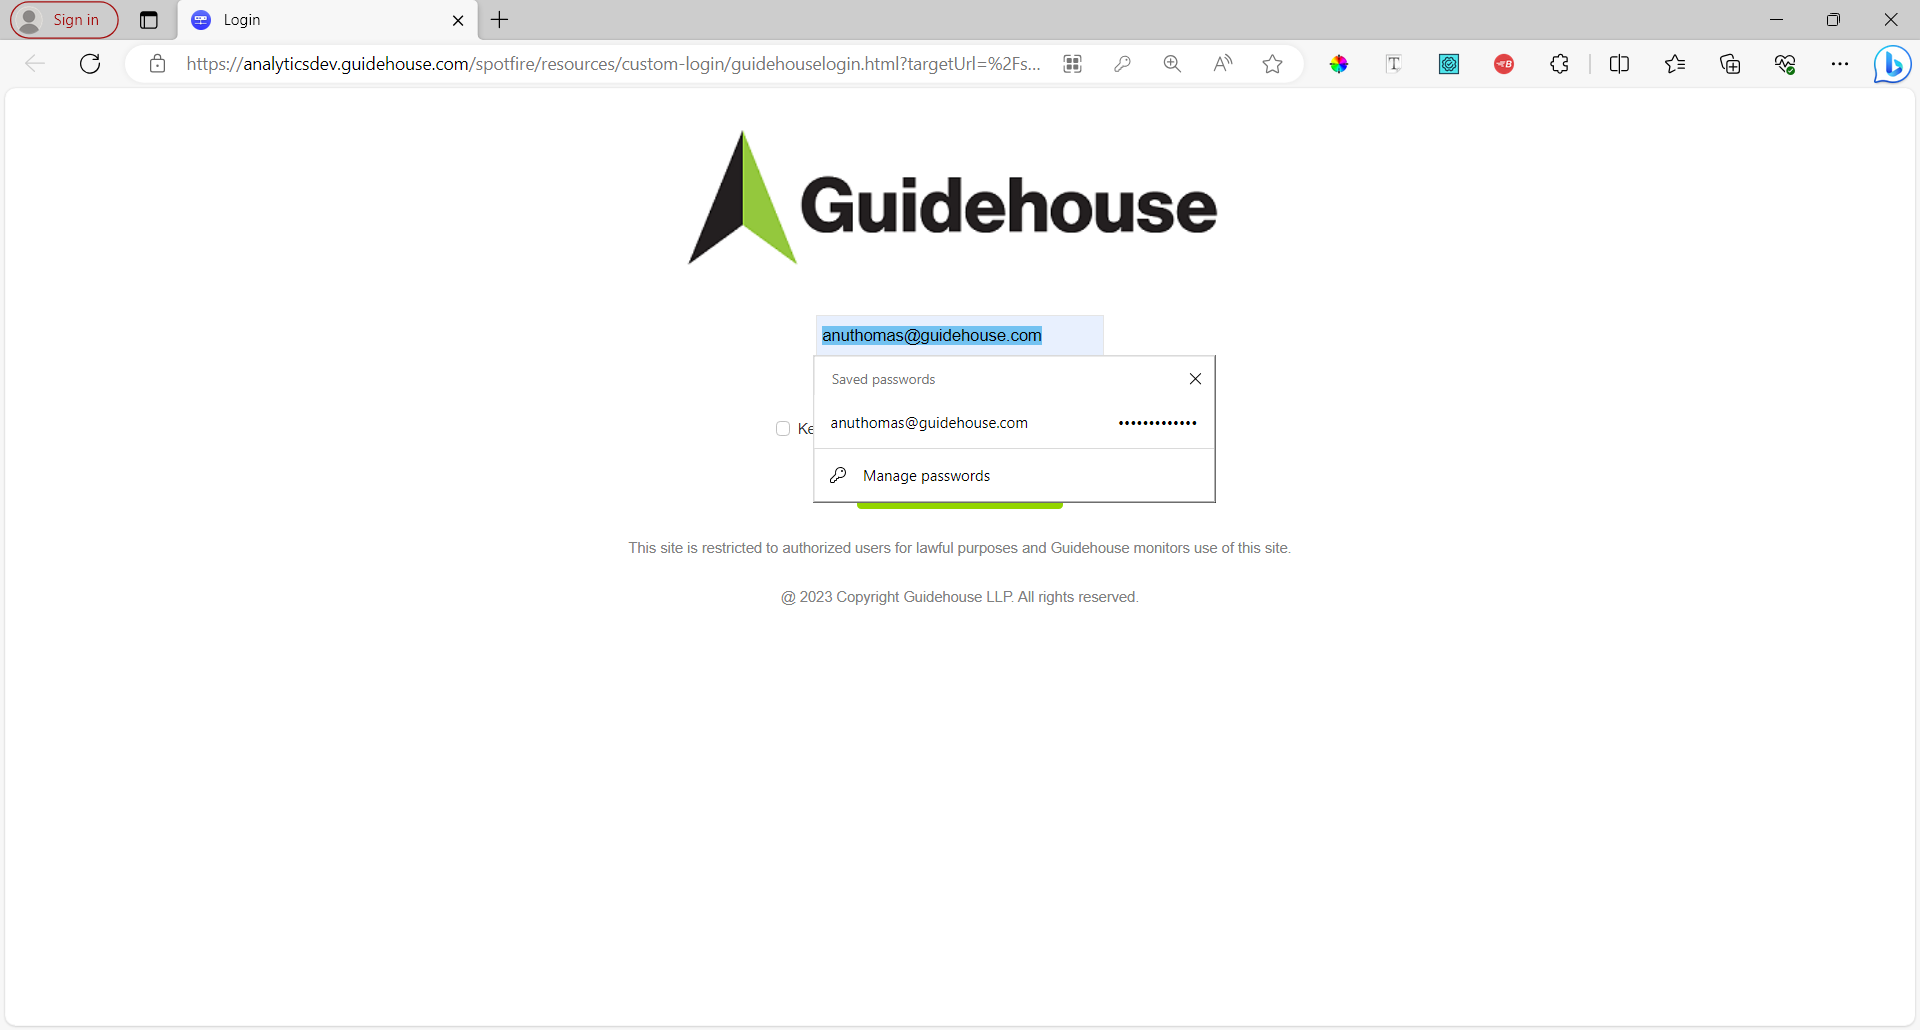 Sign in
Login
https://analyticsdev.guidehouse.com/spotfire/resources/custom-login/guidehouselogin.html?targetUrl=%2Fs...
Guidehouse
anuthomas@guidehouse.com
Saved passwords
anuthomas@guidehouse.com •••••••••••••
Ke
Manage passwords
This site is restricted to authorized users for lawful purposes and Guidehouse monitors use of this site.
@ 2023 Copyright Guidehouse LLP. All rights reserved.